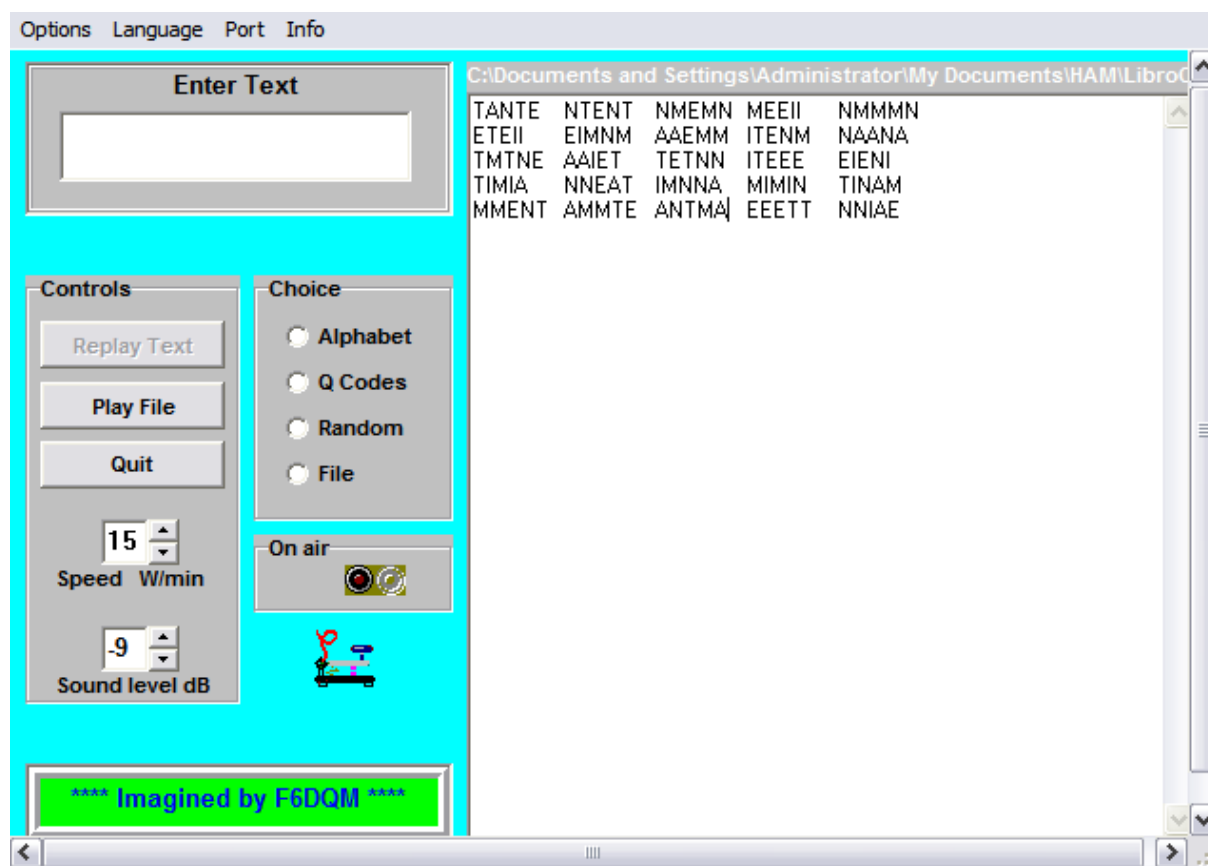 Options Language Port Info
Enter Text
C:\Documents and Settings\Administrator\My Documents\HAM\Libro
TANTE NTENT NMEMN MEEII NMMMN
ETEII EIMNM AAEMM ITENM NAANA
TMTNE AAIET TETNN ITEEE EIENI
TIMIA NNEAT IMNNA MIMIN TINAM
MMENT AMMTE ANTMA EEETT NNIAE
Controls
Replay Text
Play File
Quit
15
Speed W/min
-9
Sound level dB
Choice
Alphabet
Q Codes
Random
File
On air
**** Imagined by F6DQM ****